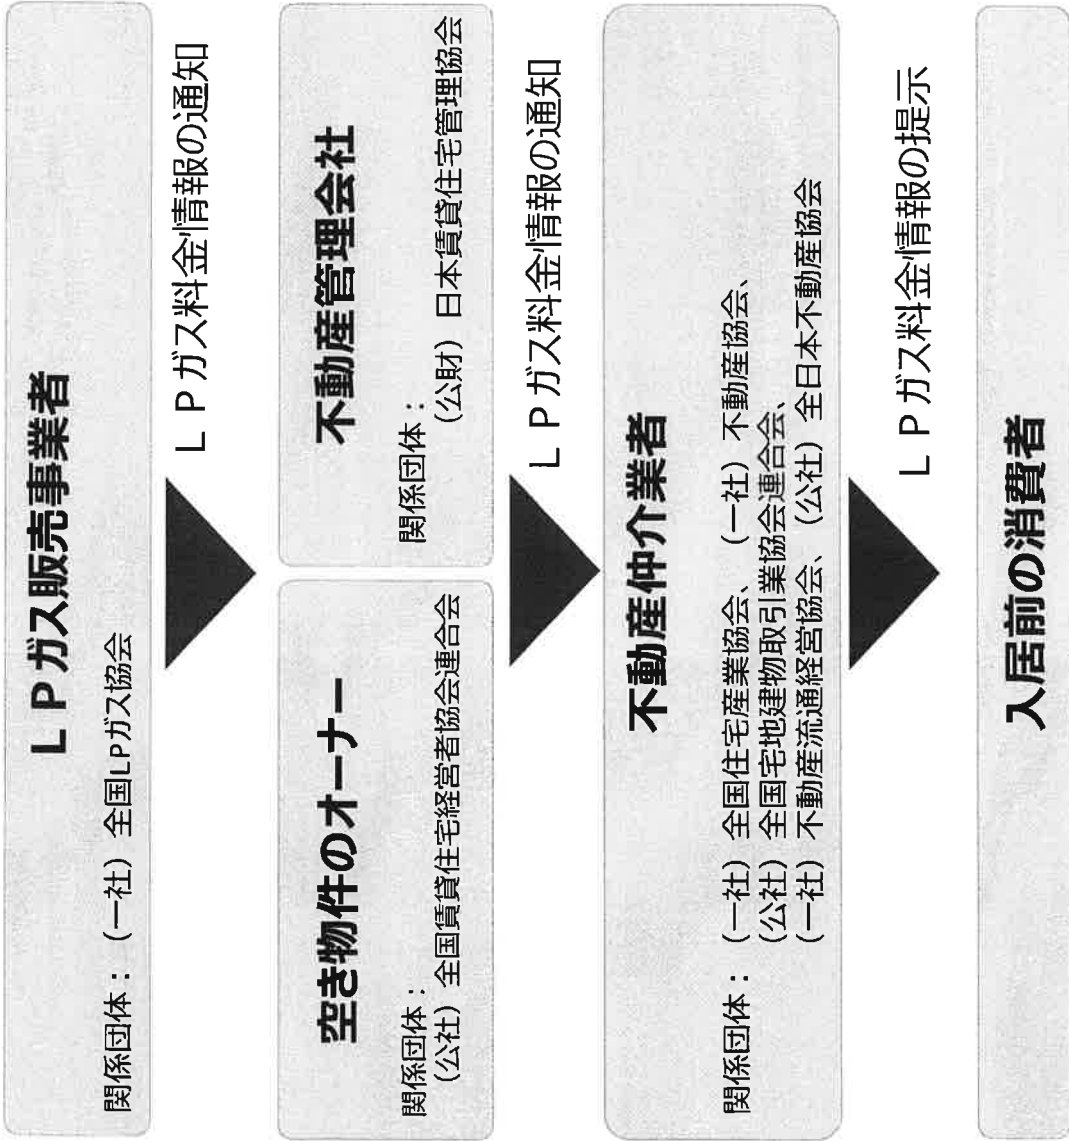 LPガス販売事業者
関係団体：（一社）全国LPガス協会
LPガス料金情報の通知
空き物件のオーナー
関係団体：
（公社）全国賃貸住宅経営者協会連合会
不動産管理会社
関係団体：
（公財）日本賃貸住宅管理協会
LPガス料金情報の通知
不動産仲介業者
関係団体：（一社）全国住宅産業協会、（一社）不動産協会、
（公社）全国宅地建物取引業協会連合会、
（一社）不動産流通経営協会、（公社）全日本不動産協会
LPガス料金情報の提示
入居前の消費者